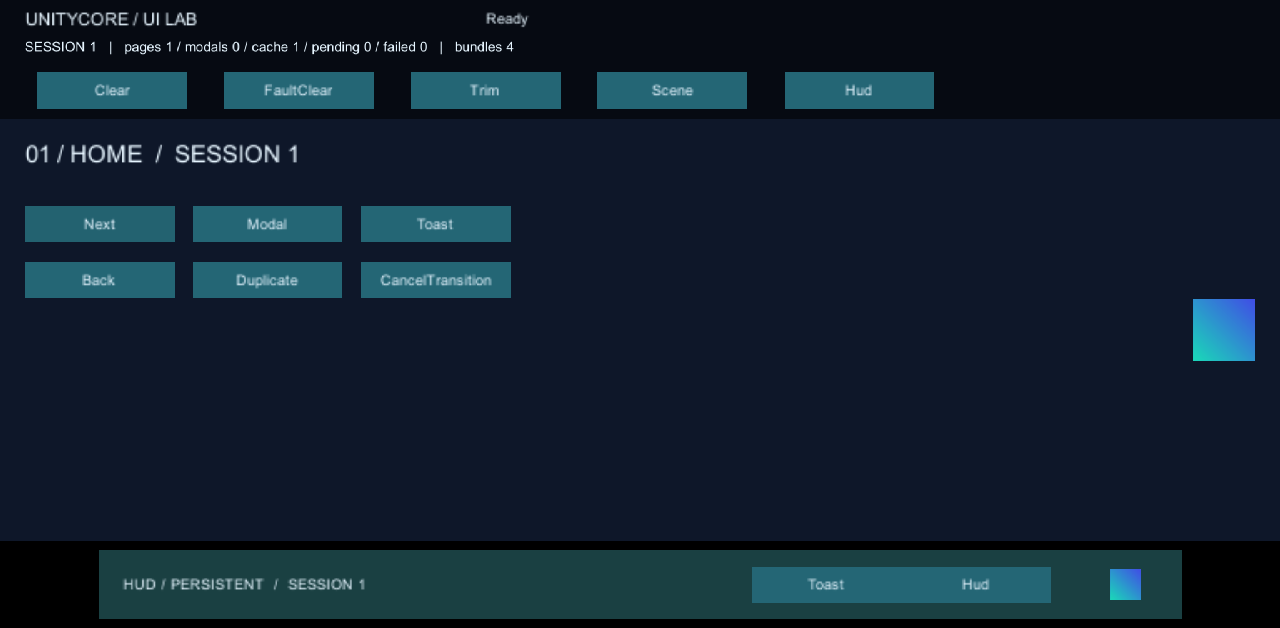 UNITYCORE / UI LAB Ready
SESSION 1 | pages 1 / modals 0 / cache 1 / pending 0 / failed 0 | bundles 4
Clear FaultClear Trim Scene Hud
01 / HOME / SESSION 1
Next Modal Toast
Back Duplicate CancelTransition
HUD / PERSISTENT / SESSION 1 Toast Hud